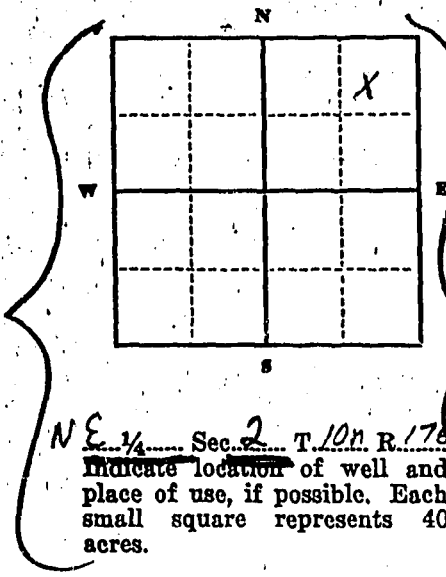 N
X
W E
S
N E 1/4 Sec. 2 T. 10n R. 17e
Indicate location of well and
place of use, if possible. Each
small square represents 40
acres.